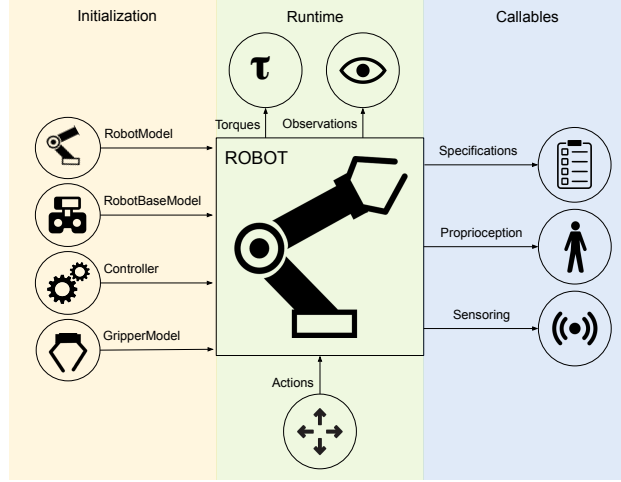 Initialization
Runtime
Callables
τ
Torques
Observations
RobotModel
RobotBaseModel
Controller
GripperModel
ROBOT
Specifications
Proprioception
Sensoring
Actions